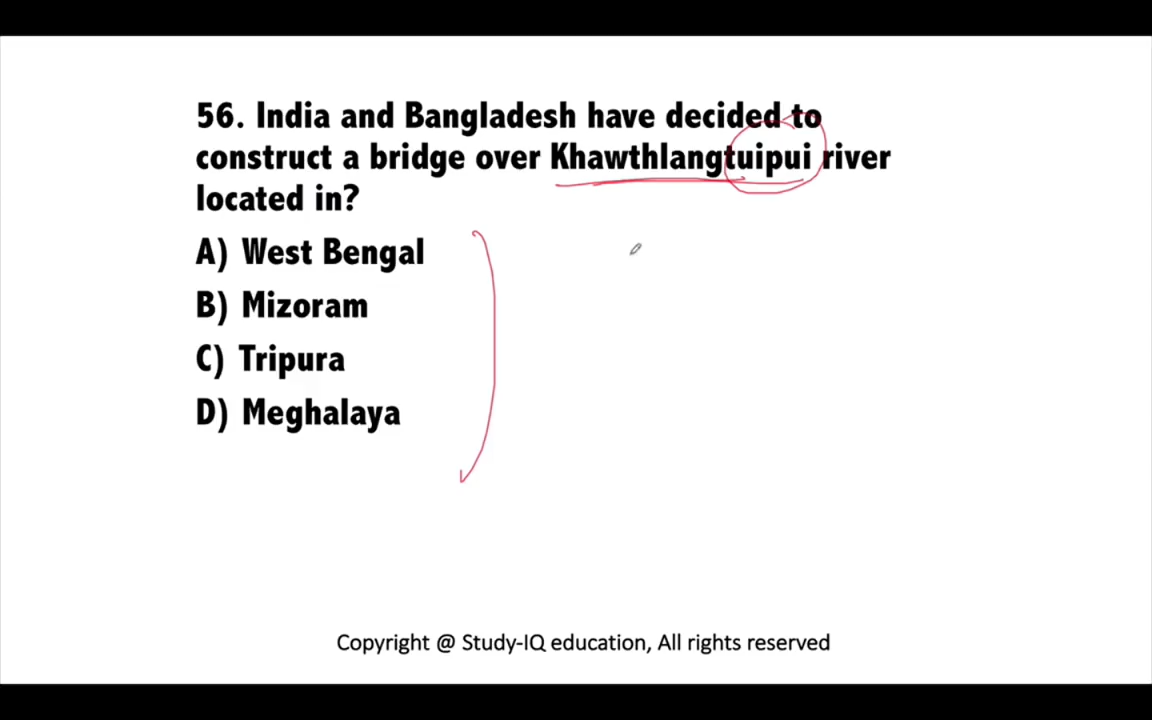 56. India and Bangladesh have decided to
construct a bridge over Khawthlangtuipui river
located in?
A) West Bengal
B) Mizoram
C) Tripura
D) Meghalaya
Copyright @ Study-IQ education, All rights reserved